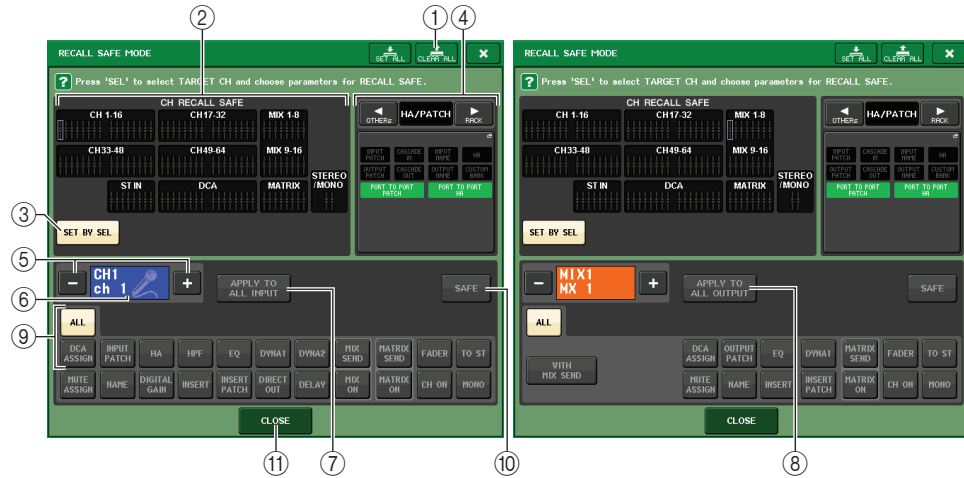 ② ① ④
RECALL SAFE MODE SET ALL CLEAR ALL ×
? Press 'SEL' to select TARGET CH and choose parameters for RECALL SAFE.
CH RECALL SAFE
CH 1-16 CH17-32 MIX 1-8
CH33-48 CH49-64 MIX 9-16
ST IN DCA MATRIX STEREO /MONO
OTHERs HA/PATCH RACK
INPUT PATCH CASCADE IN INPUT NAME HA
OUTPUT PATCH CASCADE OUT OUTPUT NAME CUSTOM BANK
PORT TO PORT PATCH PORT TO PORT HA
③ SET BY SEL
⑤ − CH1 +
⑥ ch 1
APPLY TO ALL INPUT
SAFE
⑨ ALL
DCA ASSIGN INPUT PATCH HA HPF EQ DYNA1 DYNA2 MIX SEND MATRIX SEND FADER TO ST
MUTE ASSIGN NAME DIGITAL GAIN INSERT INSERT PATCH DIRECT OUT DELAY MIX ON MATRIX ON CH ON MONO
CLOSE
⑪ ⑦ ⑩
RECALL SAFE MODE SET ALL CLEAR ALL ×
? Press 'SEL' to select TARGET CH and choose parameters for RECALL SAFE.
CH RECALL SAFE
CH 1-16 CH17-32 MIX 1-8
CH33-48 CH49-64 MIX 9-16
ST IN DCA MATRIX STEREO /MONO
OTHERs HA/PATCH RACK
INPUT PATCH CASCADE IN INPUT NAME HA
OUTPUT PATCH CASCADE OUT OUTPUT NAME CUSTOM BANK
PORT TO PORT PATCH PORT TO PORT HA
SET BY SEL
− MIX1 +
MX 1
APPLY TO ALL OUTPUT
SAFE
ALL
WITH MIX SEND
DCA ASSIGN OUTPUT PATCH EQ DYNA1 MATRIX SEND FADER TO ST
MUTE ASSIGN NAME INSERT INSERT PATCH MATRIX ON CH ON MONO
CLOSE
⑧